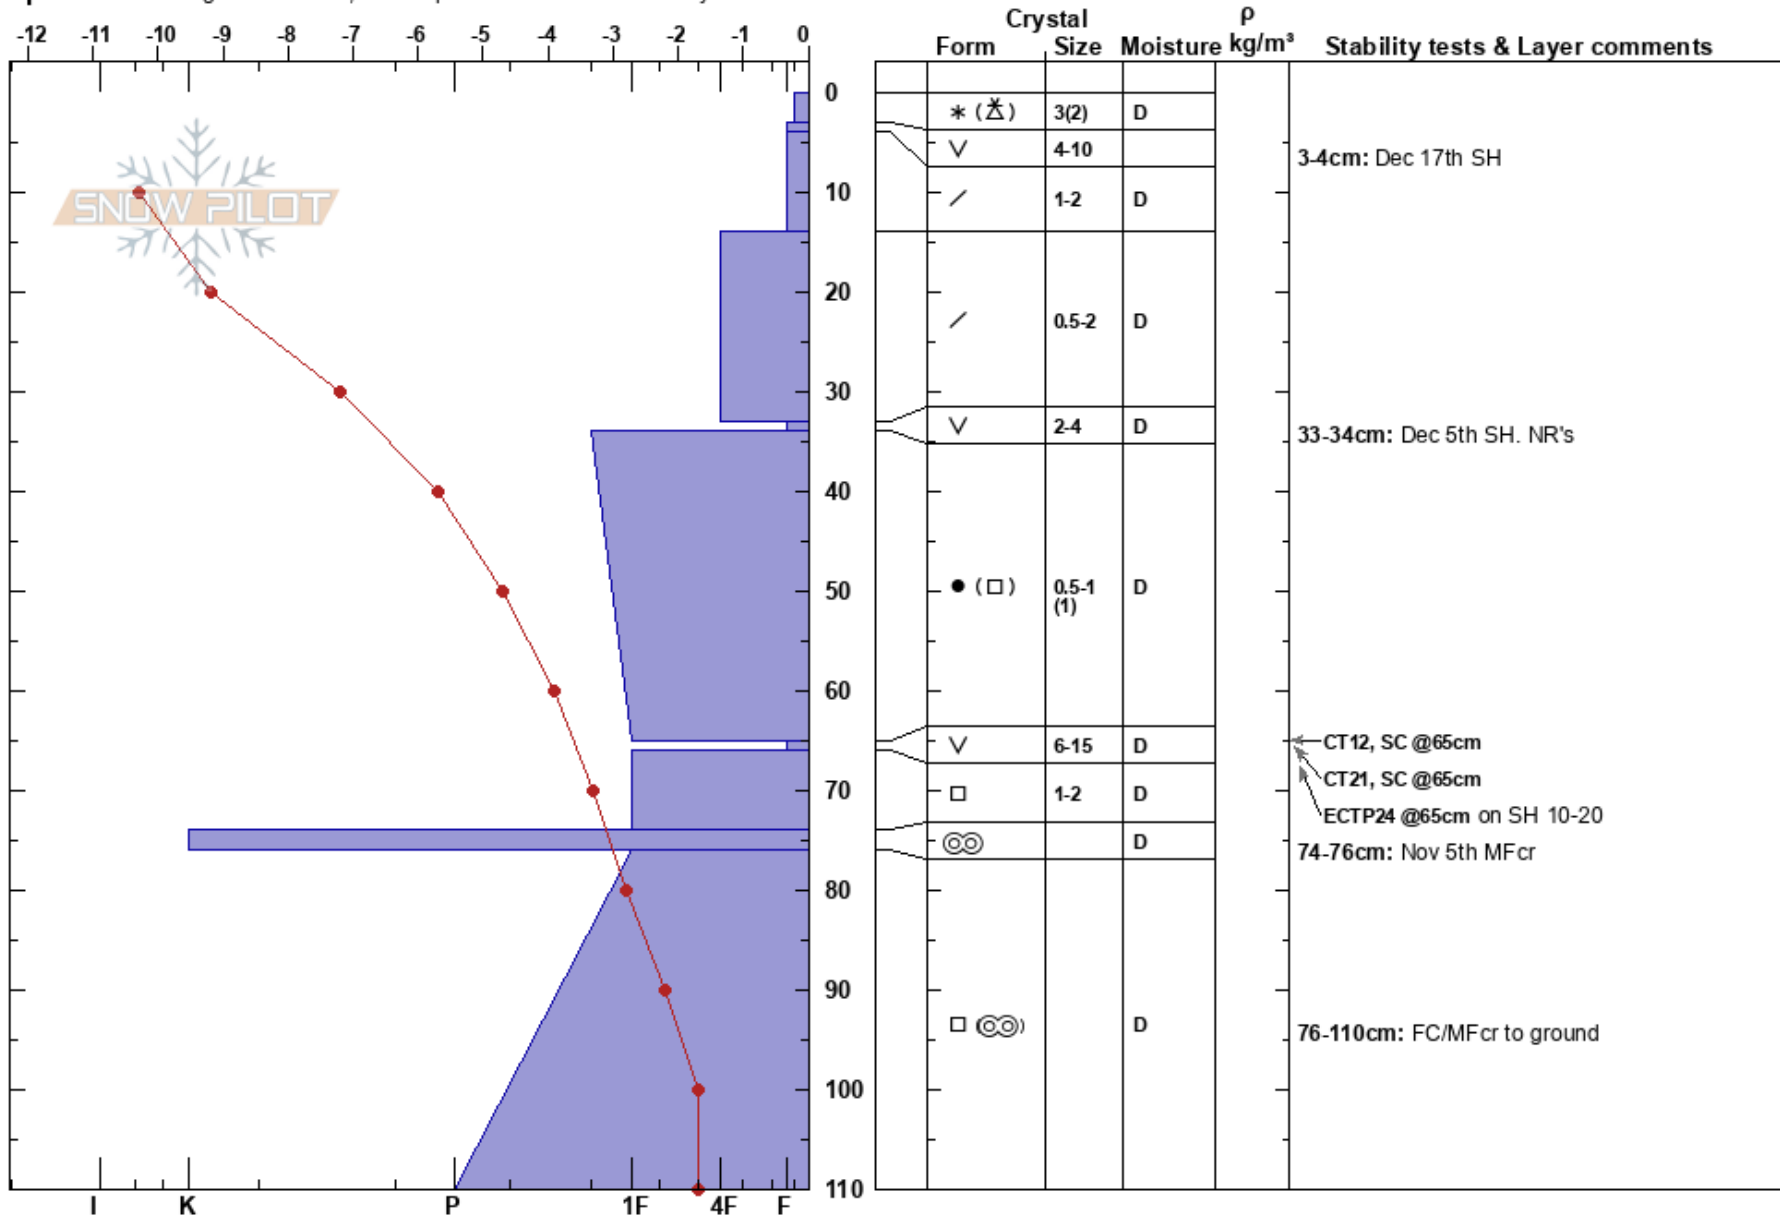 -12 -11 -10 -9 -8 -7 -6 -5 -4 -3 -2 -1 0
Crystal
Form Size Moisture ρ kg/m³ Stability tests & Layer comments
SNOW PILOT
0
10
20
30
40
50
60
70
80
90
100
110
I K P 1F 4F F
3(2) D
4-10
3-4cm: Dec 17th SH
1-2 D
0.5-2 D
2-4 D
33-34cm: Dec 5th SH. NR's
0.5-1 D
(1)
6-15 D
CT12, SC @65cm
CT21, SC @65cm
1-2 D
ECTP24 @65cm on SH 10-20
D
74-76cm: Nov 5th MFcr
D
76-110cm: FC/MFcr to ground